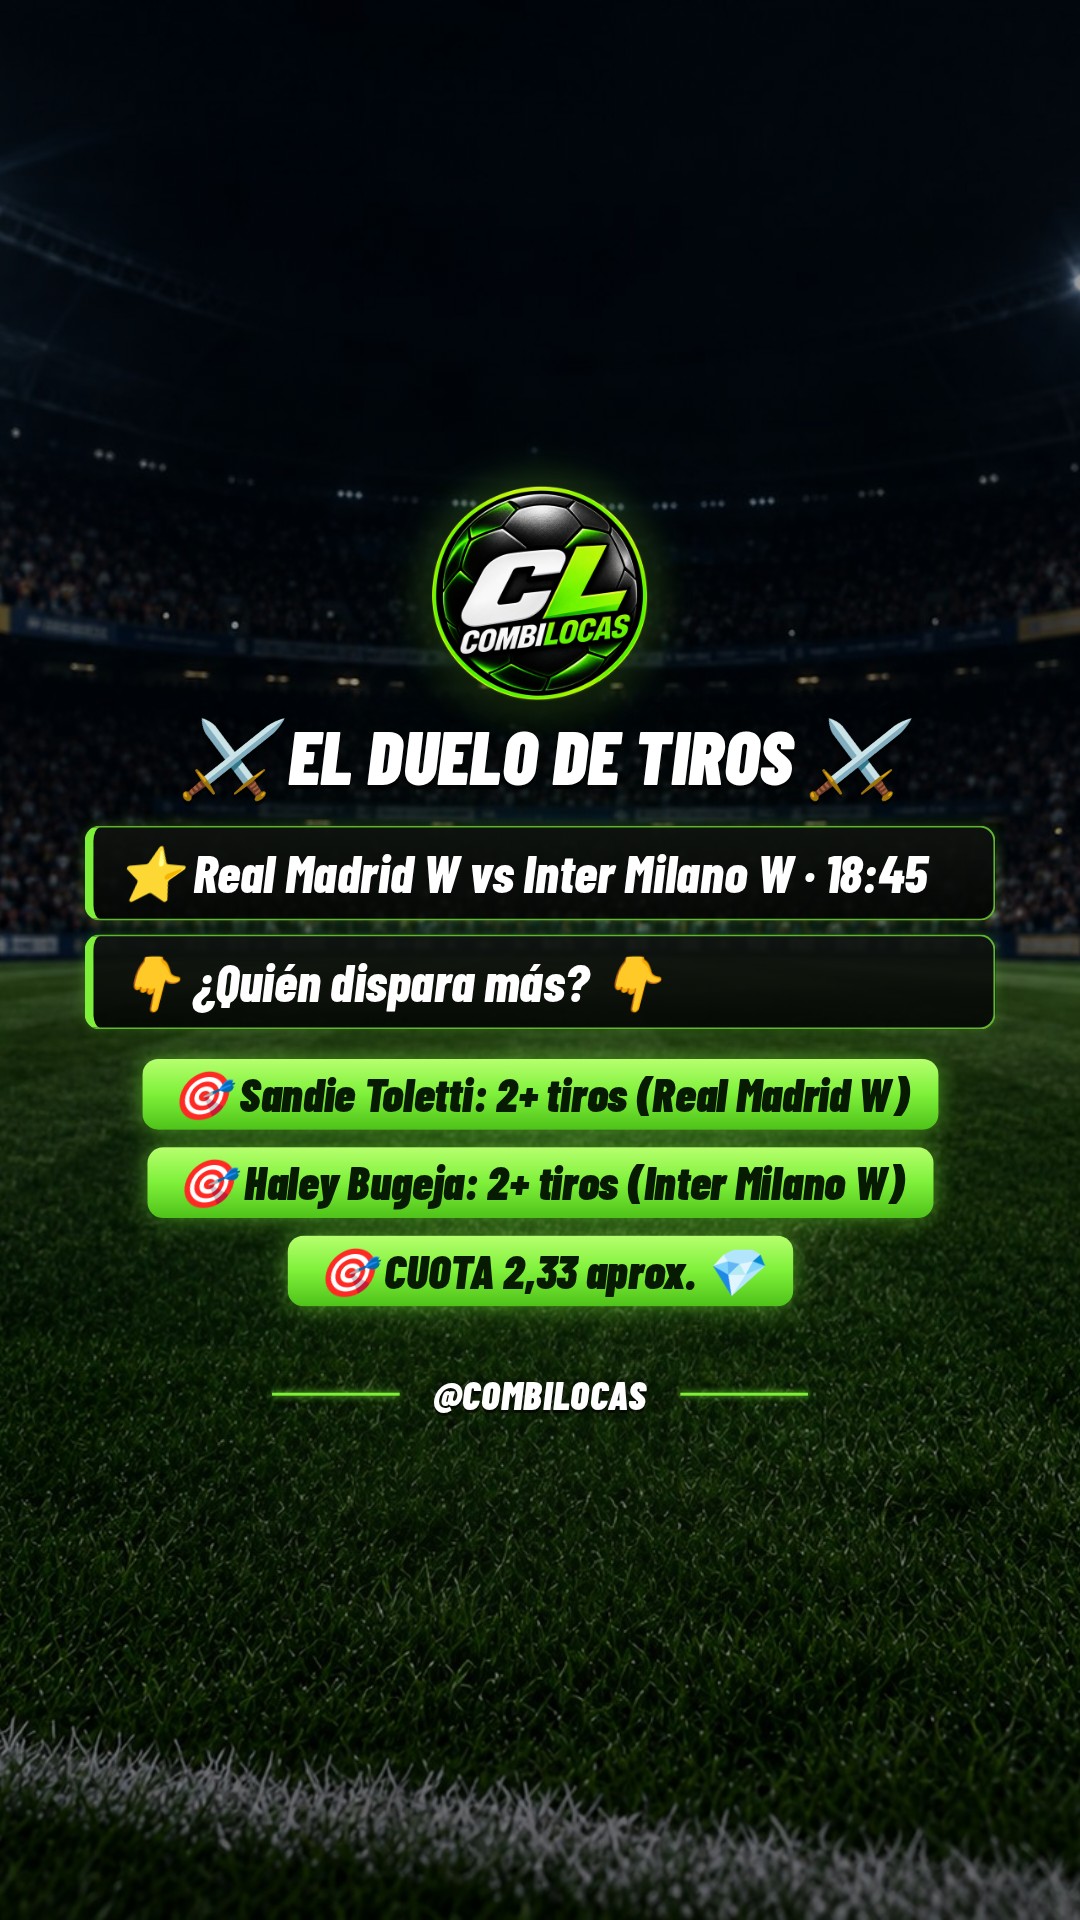 CL
COMBILOCAS
⚔️ EL DUELO DE TIROS ⚔️
⭐ Real Madrid W vs Inter Milano W · 18:45
👇 ¿Quién dispara más? 👇
🎯 Sandie Toletti: 2+ tiros (Real Madrid W)
🎯 Haley Bugeja: 2+ tiros (Inter Milano W)
🎯 CUOTA 2,33 aprox. 💎
@COMBILOCAS